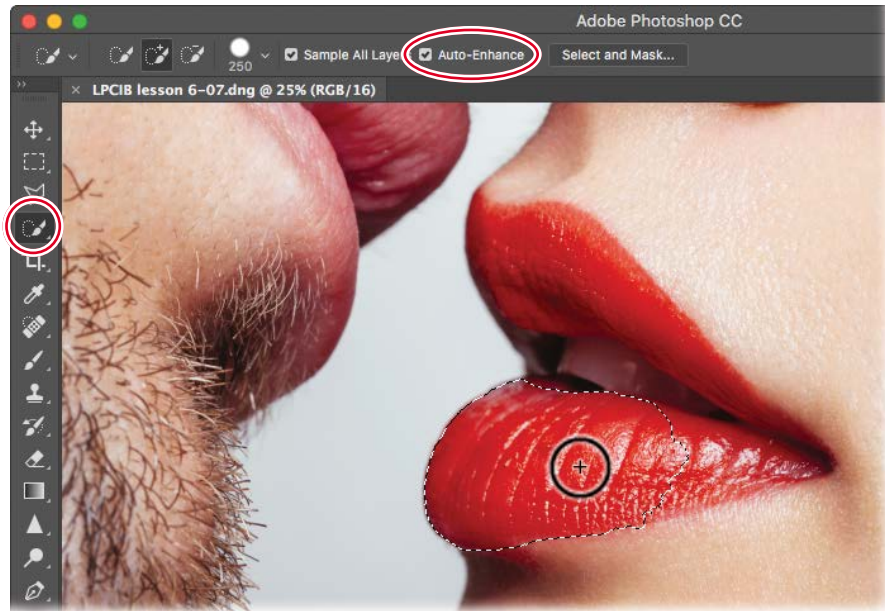 Adobe Photoshop CC
250
Sample All Layers
Auto-Enhance
Select and Mask...
×  LPCIB lesson 6-07.dng @ 25% (RGB/16)